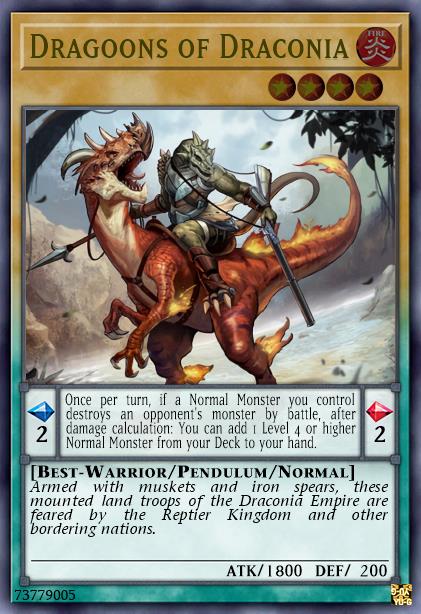 DRAGOONS OF DRACONIA
FIRE
炎
Once per turn, if a Normal Monster you control
destroys an opponent's monster by battle, after
damage calculation: You can add 1 Level 4 or higher
Normal Monster from your Deck to your hand.
2
2
[BEST-WARRIOR/PENDULUM/NORMAL]
Armed with muskets and iron spears, these
mounted land troops of the Draconia Empire are
feared by the Reptier Kingdom and other
bordering nations.
ATK/1800 DEF/ 200
73779005